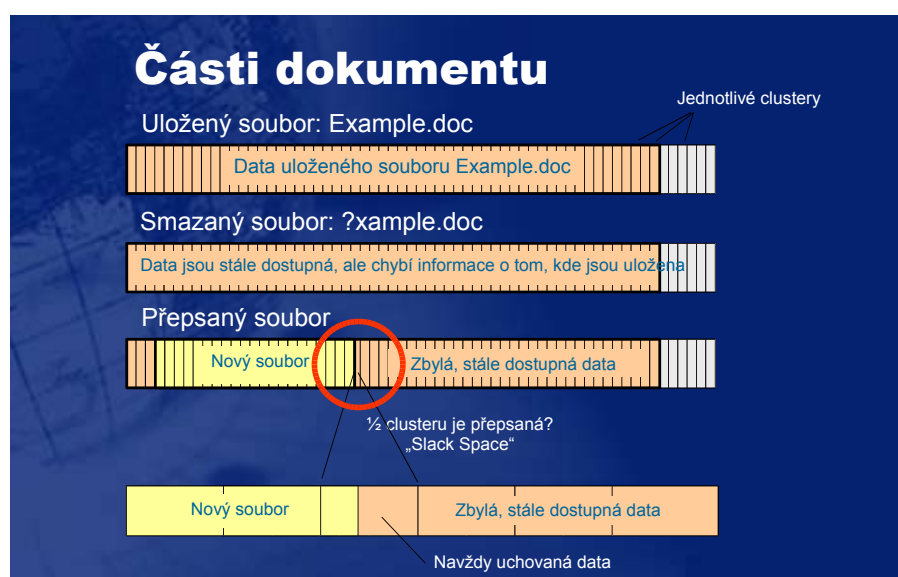 Části dokumentu
Jednotlivé clustery
Uložený soubor: Example.doc
Data uloženého souboru Example.doc
Smazaný soubor: ?xample.doc
Data jsou stále dostupná, ale chybí informace o tom, kde jsou uložena
Přepsaný soubor
Nový soubor
Zbylá, stále dostupná data
½ clusteru je přepsaná?
„Slack Space“
Nový soubor
Zbylá, stále dostupná data
Navždy uchovaná data